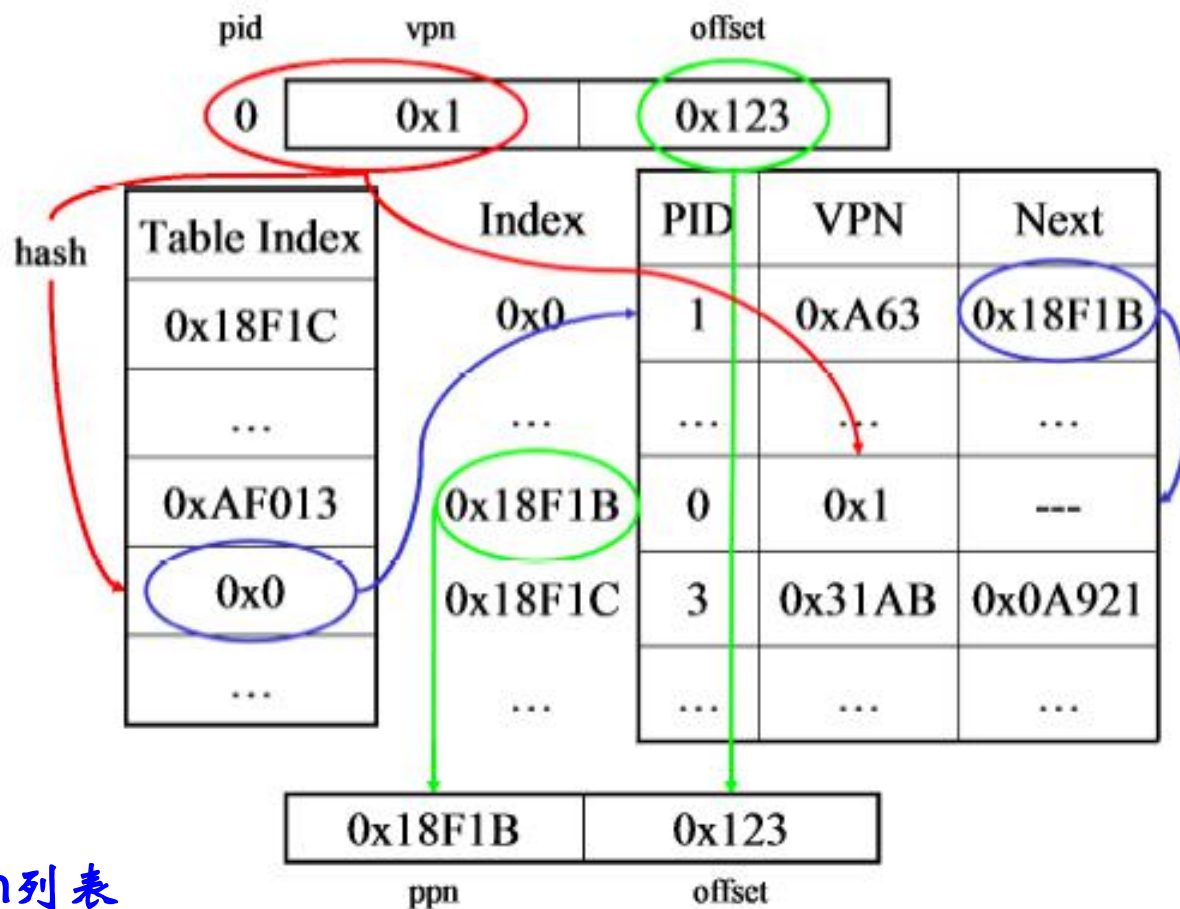 pid vpn offset
0 0x1 0x123
hash
Table Index
0x18F1C
...
0xAF013
0x0
...
Index PID VPN Next
0x0 1 0xA63 0x18F1B
... ... ... ...
0x18F1B 0 0x1 ---
0x18F1C 3 0x31AB 0x0A921
... ... ... ...
0x18F1B 0x123
ppn offset
列表